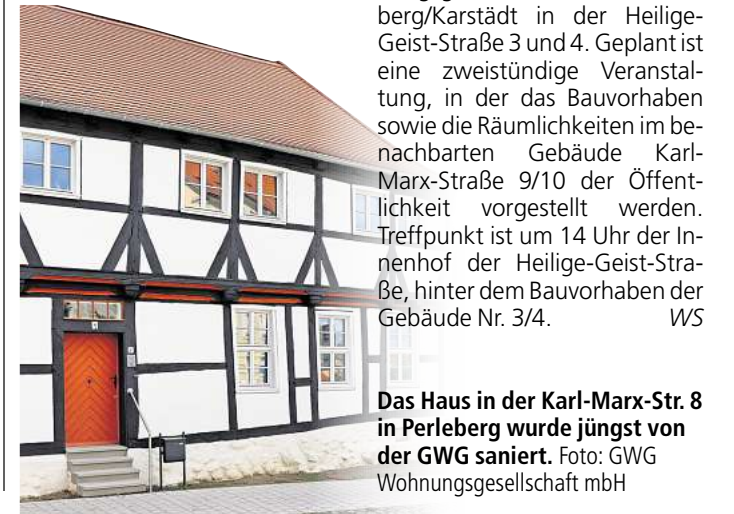 berg/Karstädt in der Heilige-
Geist-Straße 3 und 4. Geplant ist
eine zweistündige Veranstal-
tung, in der das Bauvorhaben
sowie die Räumlichkeiten im be-
nachbarten Gebäude Karl-
Marx-Straße 9/10 der Öffent-
lichkeit vorgestellt werden.
Treffpunkt ist um 14 Uhr der In-
nenhof der Heilige-Geist-Stra-
ße, hinter dem Bauvorhaben der
Gebäude Nr. 3/4. WS
Das Haus in der Karl-Marx-Str. 8
in Perleberg wurde jüngst von
der GWG saniert. Foto: GWG
Wohnungsgesellschaft mbH